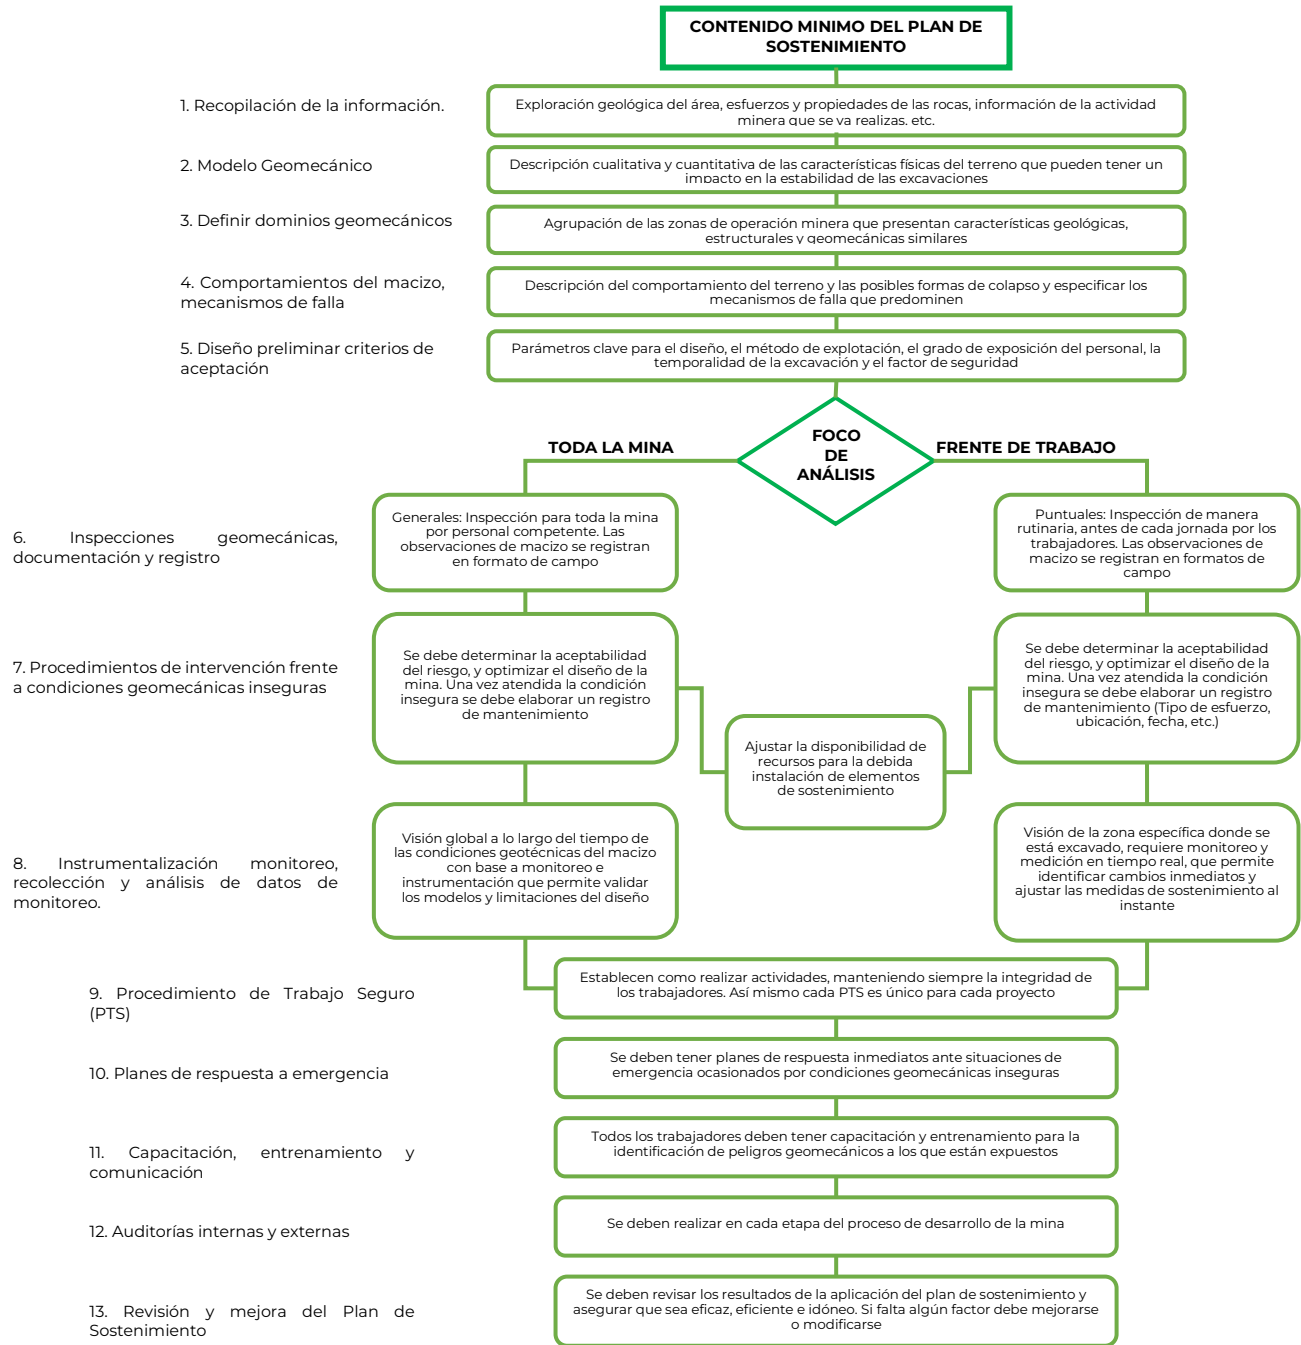 CONTENIDO MINIMO DEL PLAN DE
SOSTENIMIENTO
1. Recopilación de la información.
Exploración geológica del área, esfuerzos y propiedades de las rocas, información de la actividad
minera que se va realizas. etc.
2. Modelo Geomecánico
Descripción cualitativa y cuantitativa de las características físicas del terreno que pueden tener un
impacto en la estabilidad de las excavaciones
3. Definir dominios geomecánicos
Agrupación de las zonas de operación minera que presentan características geológicas,
estructurales y geomecánicas similares
4. Comportamientos del macizo,
mecanismos de falla
Descripción del comportamiento del terreno y las posibles formas de colapso y especificar los
mecanismos de falla que predominen
5. Diseño preliminar criterios de
aceptación
Parámetros clave para el diseño, el método de explotación, el grado de exposición del personal, la
temporalidad de la excavación y el factor de seguridad
FOCO
DE
ANÁLISIS
TODA LA MINA
FRENTE DE TRABAJO
6. Inspecciones geomecánicas,
documentación y registro
Generales: Inspección para toda la mina
por personal competente. Las
observaciones de macizo se registran
en formato de campo
Puntuales: Inspección de manera
rutinaria, antes de cada jornada por los
trabajadores. Las observaciones de
macizo se registran en formatos de
campo
7. Procedimientos de intervención frente
a condiciones geomecánicas inseguras
Se debe determinar la aceptabilidad
del riesgo, y optimizar el diseño de la
mina. Una vez atendida la condición
insegura se debe elaborar un registro
de mantenimiento
Ajustar la disponibilidad de
recursos para la debida
instalación de elementos
de sostenimiento
Se debe determinar la aceptabilidad
del riesgo, y optimizar el diseño de la
mina. Una vez atendida la condición
insegura se debe elaborar un registro
de mantenimiento (Tipo de esfuerzo,
ubicación, fecha, etc.)
8. Instrumentalización monitoreo,
recolección y análisis de datos de
monitoreo.
Visión global a lo largo del tiempo de
las condiciones geotécnicas del macizo
con base a monitoreo e
instrumentación que permite validar
los modelos y limitaciones del diseño
Visión de la zona específica donde se
está excavado, requiere monitoreo y
medición en tiempo real, que permite
identificar cambios inmediatos y
ajustar las medidas de sostenimiento al
instante
9. Procedimiento de Trabajo Seguro
(PTS)
Establecen como realizar actividades, manteniendo siempre la integridad de
los trabajadores. Así mismo cada PTS es único para cada proyecto
10. Planes de respuesta a emergencia
Se deben tener planes de respuesta inmediatos ante situaciones de
emergencia ocasionados por condiciones geomecánicas inseguras
11. Capacitación, entrenamiento y
comunicación
Todos los trabajadores deben tener capacitación y entrenamiento para la
identificación de peligros geomecánicos a los que están expuestos
12. Auditorías internas y externas
Se deben realizar en cada etapa del proceso de desarrollo de la mina
13. Revisión y mejora del Plan de
Sostenimiento
Se deben revisar los resultados de la aplicación del plan de sostenimiento y
asegurar que sea eficaz, eficiente e idóneo. Si falta algún factor debe mejorarse
o modificarse